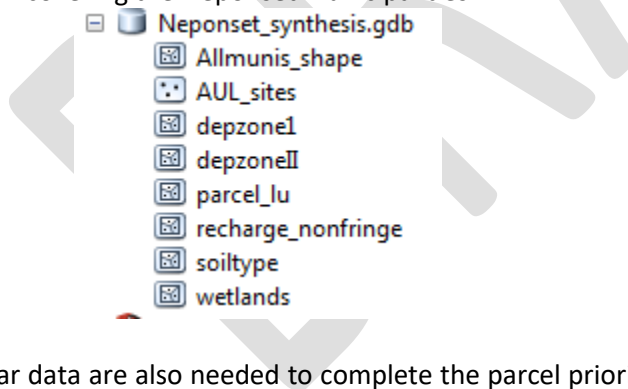 Neponset_synthesis.gdb
Allmunis_shape
AUL_sites
depzone1
depzoneII
parcel_lu
recharge_nonfringe
soiltype
wetlands
ar data are also needed to complete the parcel prior